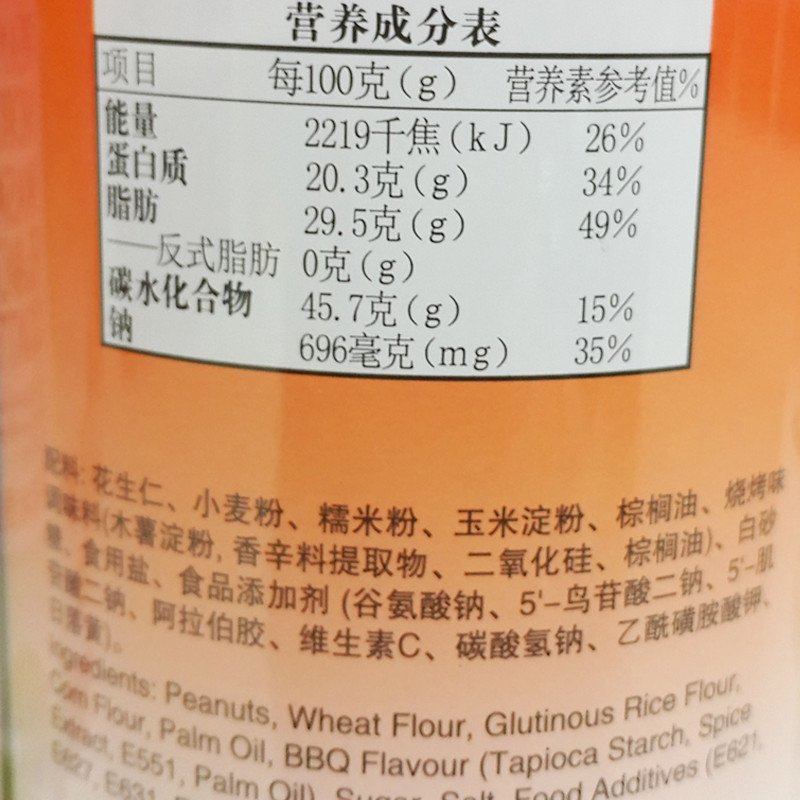 营养成分表
项目 每100克(g) 营养素参考值%
能量 2219千焦(kJ) 26%
蛋白质 20.3克(g) 34%
脂肪 29.5克(g) 49%
——反式脂肪 0克(g)
碳水化合物 45.7克(g) 15%
钠 696毫克(mg) 35%
配料: 花生仁、小麦粉、糯米粉、玉米淀粉、棕榈油、烧烤味
调味料(木薯淀粉, 香辛料提取物、二氧化硅、棕榈油)、白砂
糖、食用盐、食品添加剂 (谷氨酸钠、5'-鸟苷酸二钠、5'-肌
苷酸二钠、阿拉伯胶、维生素C、碳酸氢钠、乙酰磺胺酸钾、
日落黄)。
Ingredients: Peanuts, Wheat Flour, Glutinous Rice Flour,
Corn Flour, Palm Oil, BBQ Flavour (Tapioca Starch, Spice
Extract, E551, Palm Oil), Sugar, Salt, Food Additives (E621,
E627, E631,